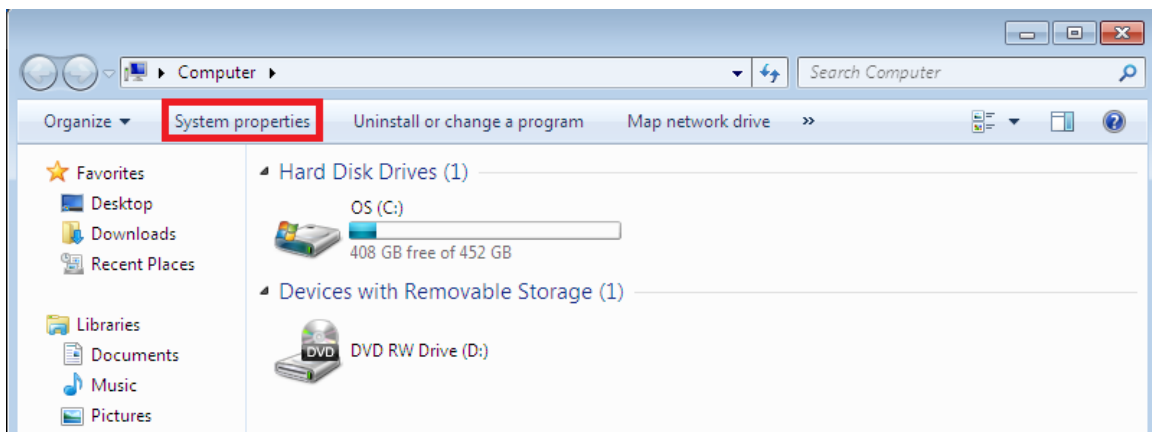 Computer
Search Computer
Organize System properties Uninstall or change a program Map network drive »
Favorites
Desktop
Downloads
Recent Places
Libraries
Documents
Music
Pictures
Hard Disk Drives (1)
OS (C:)
408 GB free of 452 GB
Devices with Removable Storage (1)
DVD
DVD RW Drive (D:)